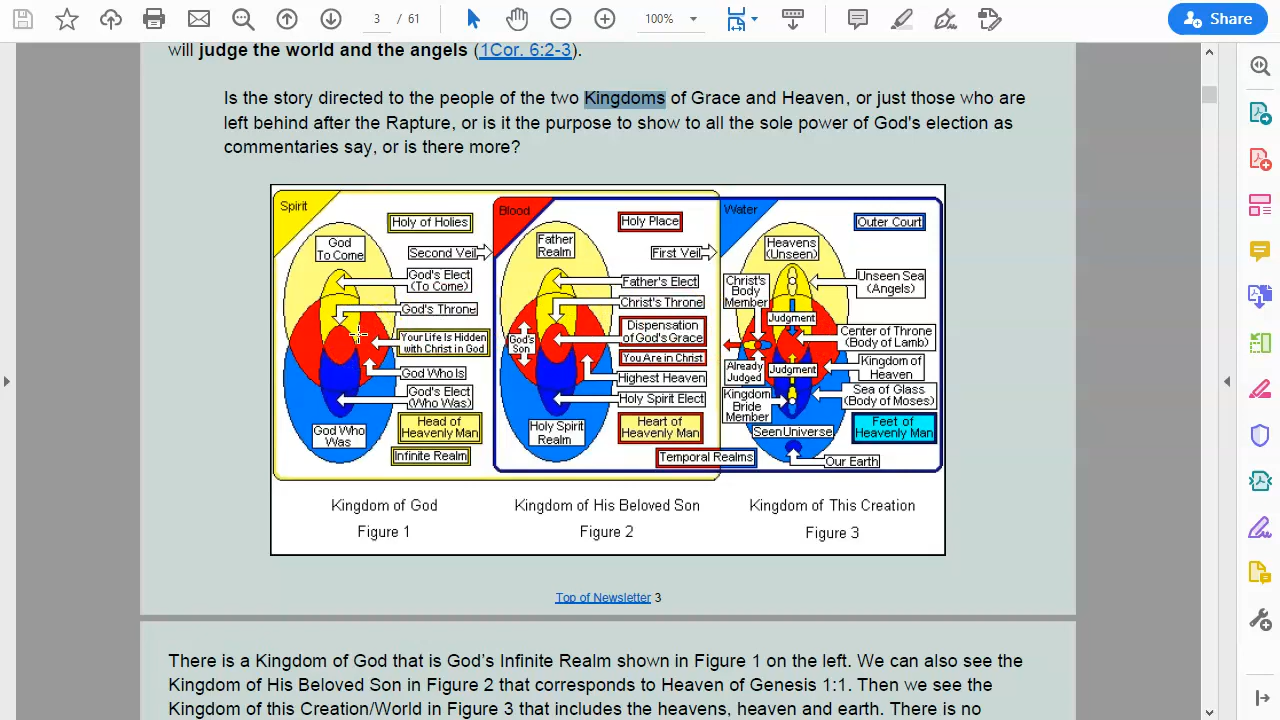 3 / 61
100%
Share
will judge the world and the angels (1Cor. 6:2-3).
Is the story directed to the people of the two Kingdoms of Grace and Heaven, or just those who are
left behind after the Rapture, or is it the purpose to show to all the sole power of God's election as
commentaries say, or is there more?
Spirit
Holy of Holies
God
To Come
Second Veil
God's Elect
(To Come)
God's Throne
Your Life Is Hidden
with Christ in God
God Who Is
God's Elect
(Who Was)
Head of
Heavenly Man
God Who
Was
Infinite Realm
Blood
Holy Place
Father
Realm
First Veil
Father's Elect
Christ's Throne
Dispensation
of God's Grace
God's
Son
You Are in Christ
Highest Heaven
Holy Spirit Elect
Heart of
Heavenly Man
Holy Spirit
Realm
Temporal Realms
Water
Outer Court
Heavens
(Unseen)
Unseen Sea
(Angels)
Christ's
Body
Member
Judgment
Center of Throne
(Body of Lamb)
Kingdom of
Heaven
Already
Judged
Judgment
Sea of Glass
(Body of Moses)
Kingdom
Bride
Member
Seen Universe
Feet of
Heavenly Man
Our Earth
Kingdom of God
Figure 1
Kingdom of His Beloved Son
Figure 2
Kingdom of This Creation
Figure 3
Top of Newsletter 3
There is a Kingdom of God that is God's Infinite Realm shown in Figure 1 on the left. We can also see the
Kingdom of His Beloved Son in Figure 2 that corresponds to Heaven of Genesis 1:1. Then we see the
Kingdom of this Creation/World in Figure 3 that includes the heavens, heaven and earth. There is no